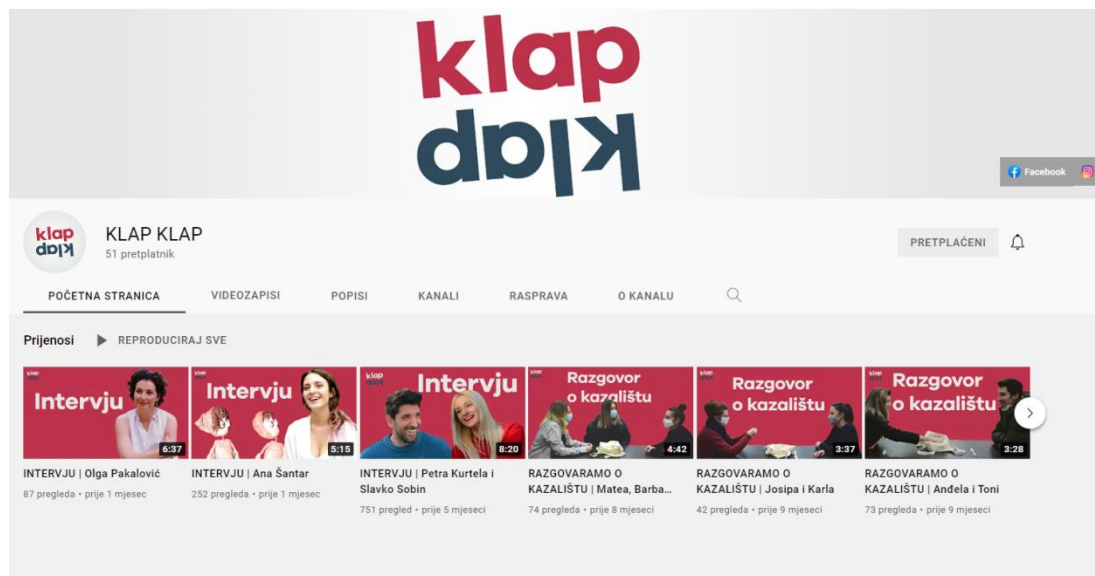 klap
klap
Facebook
klap
klap
KLAP KLAP
51 pretplatnik
PRETPLAĆENI
POČETNA STRANICA VIDEOZAPISI POPISI KANALI RASPRAVA O KANALU
Prijenosi REPRODUCIRAJ SVE
Intervju
6:37
INTERVJU | Olga Pakalović
87 pregleda • prije 1 mjesec
Intervju
5:15
INTERVJU | Ana Šantar
252 pregleda • prije 1 mjesec
Intervju
8:20
INTERVJU | Petra Kurtela i
Slavko Sobin
751 pregled • prije 5 mjeseci
Razgovor
o kazalištu
4:42
RAZGOVARAMO O
KAZALIŠTU | Matea, Barba...
74 pregleda • prije 8 mjeseci
Razgovor
o kazalištu
3:37
RAZGOVARAMO O
KAZALIŠTU | Josipa i Karla
42 pregleda • prije 9 mjeseci
Razgovor
o kazalištu
3:28
RAZGOVARAMO O
KAZALIŠTU | Anđela i Toni
73 pregleda • prije 9 mjeseci